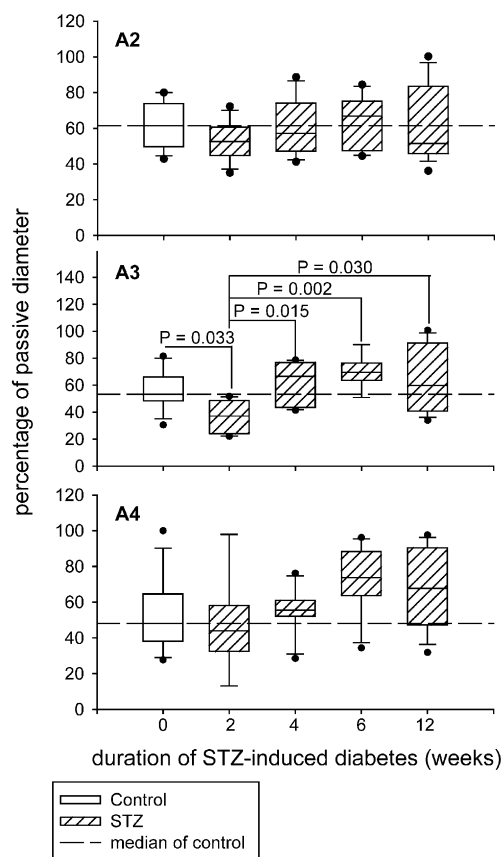 120
A2
100
80
60
40
20
0
percentage of passive diameter
140
A3
120
100
80
60
40
20
0
P = 0.030
P = 0.002
P = 0.015
P = 0.033
120
A4
100
80
60
40
20
0
0 2 4 6 12
duration of STZ-induced diabetes (weeks)
Control
STZ
median of control